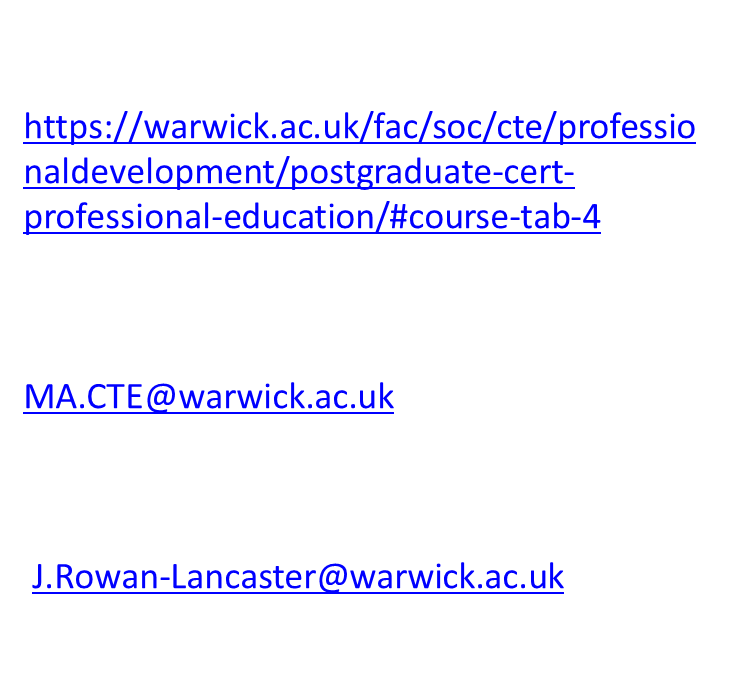 https://warwick.ac.uk/fac/soc/cte/professio
naldevelopment/postgraduate-cert-
professional-education/#course-tab-4
MA.CTE@warwick.ac.uk
J.Rowan-Lancaster@warwick.ac.uk